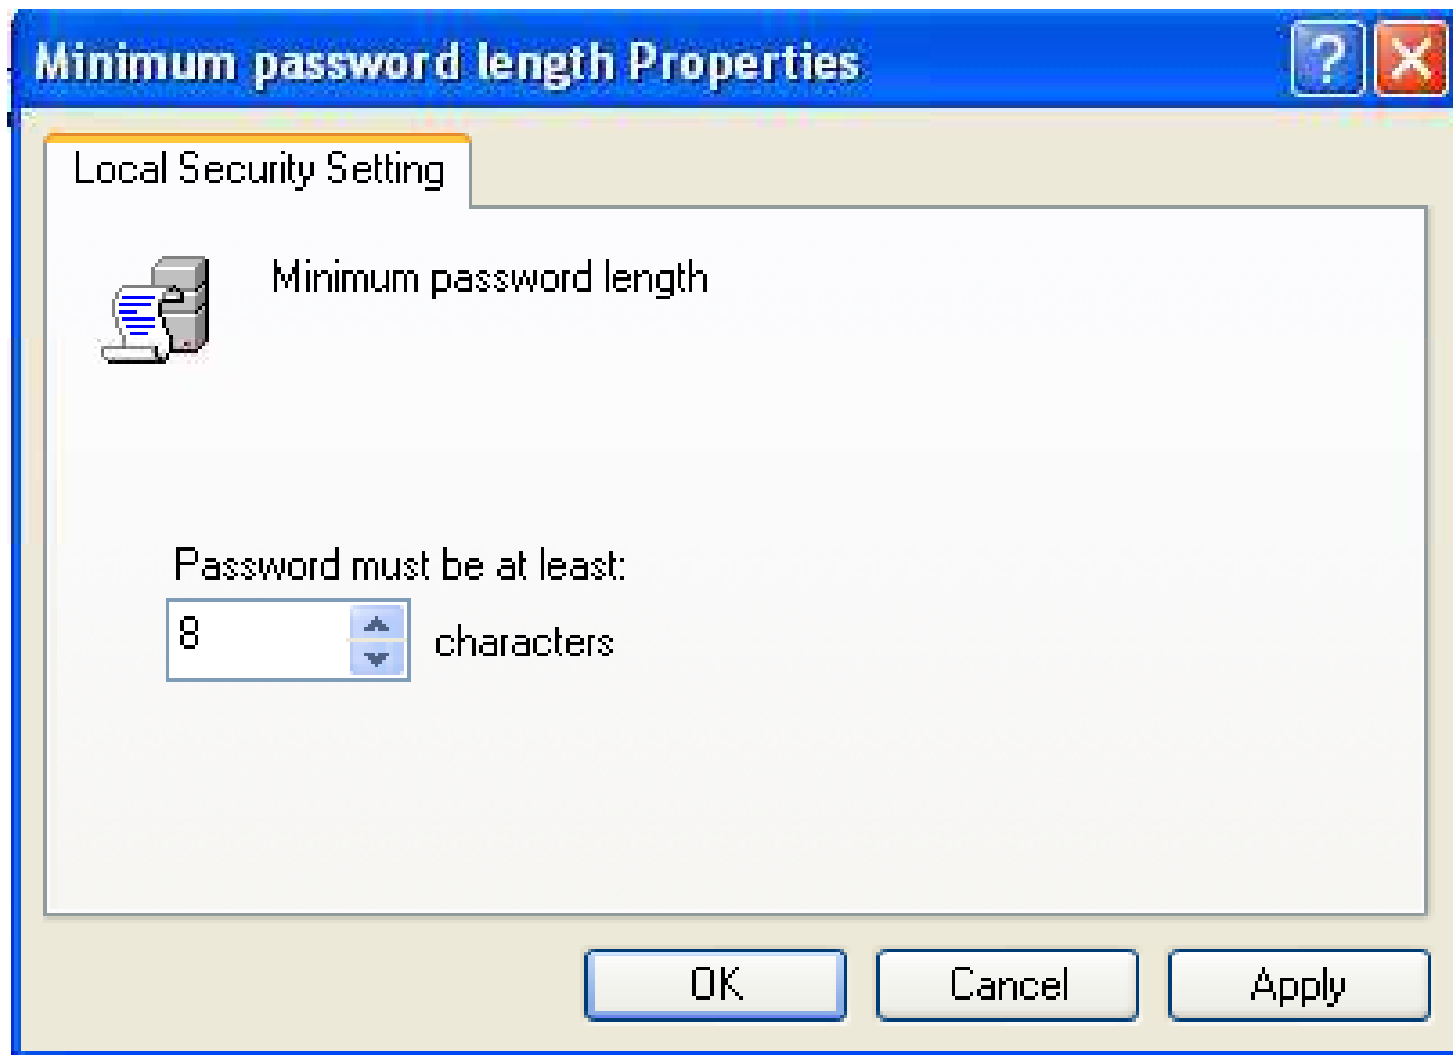 Minimum password length Properties
Local Security Setting
Minimum password length
Password must be at least:
8 characters
OK Cancel Apply